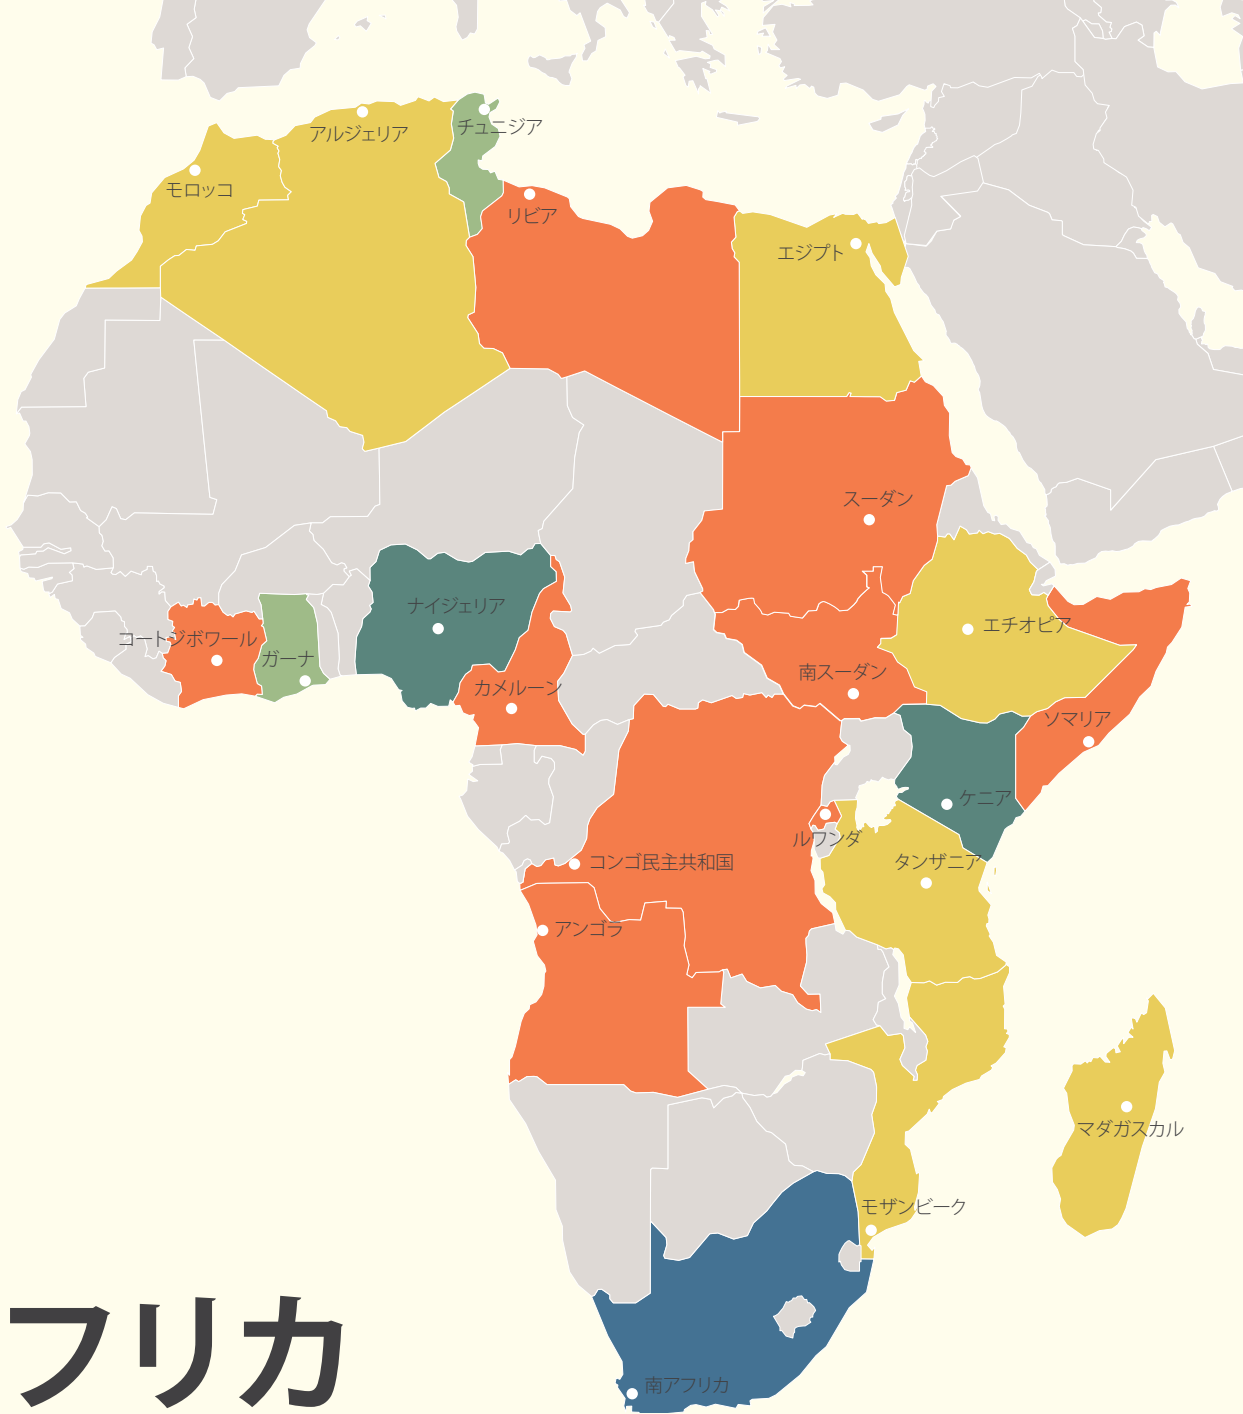 アルジェリア
チュニジア
モロッコ
リビア
エジプト
スーダン
ナイジェリア
エチオピア
コートジボワール
ガーナ
南スーダン
カメルーン
ソマリア
ケニア
ルワンダ
コンゴ民主共和国
タンザニア
アンゴラ
マダガスカル
モザンビーク
フリカ
南アフリカ